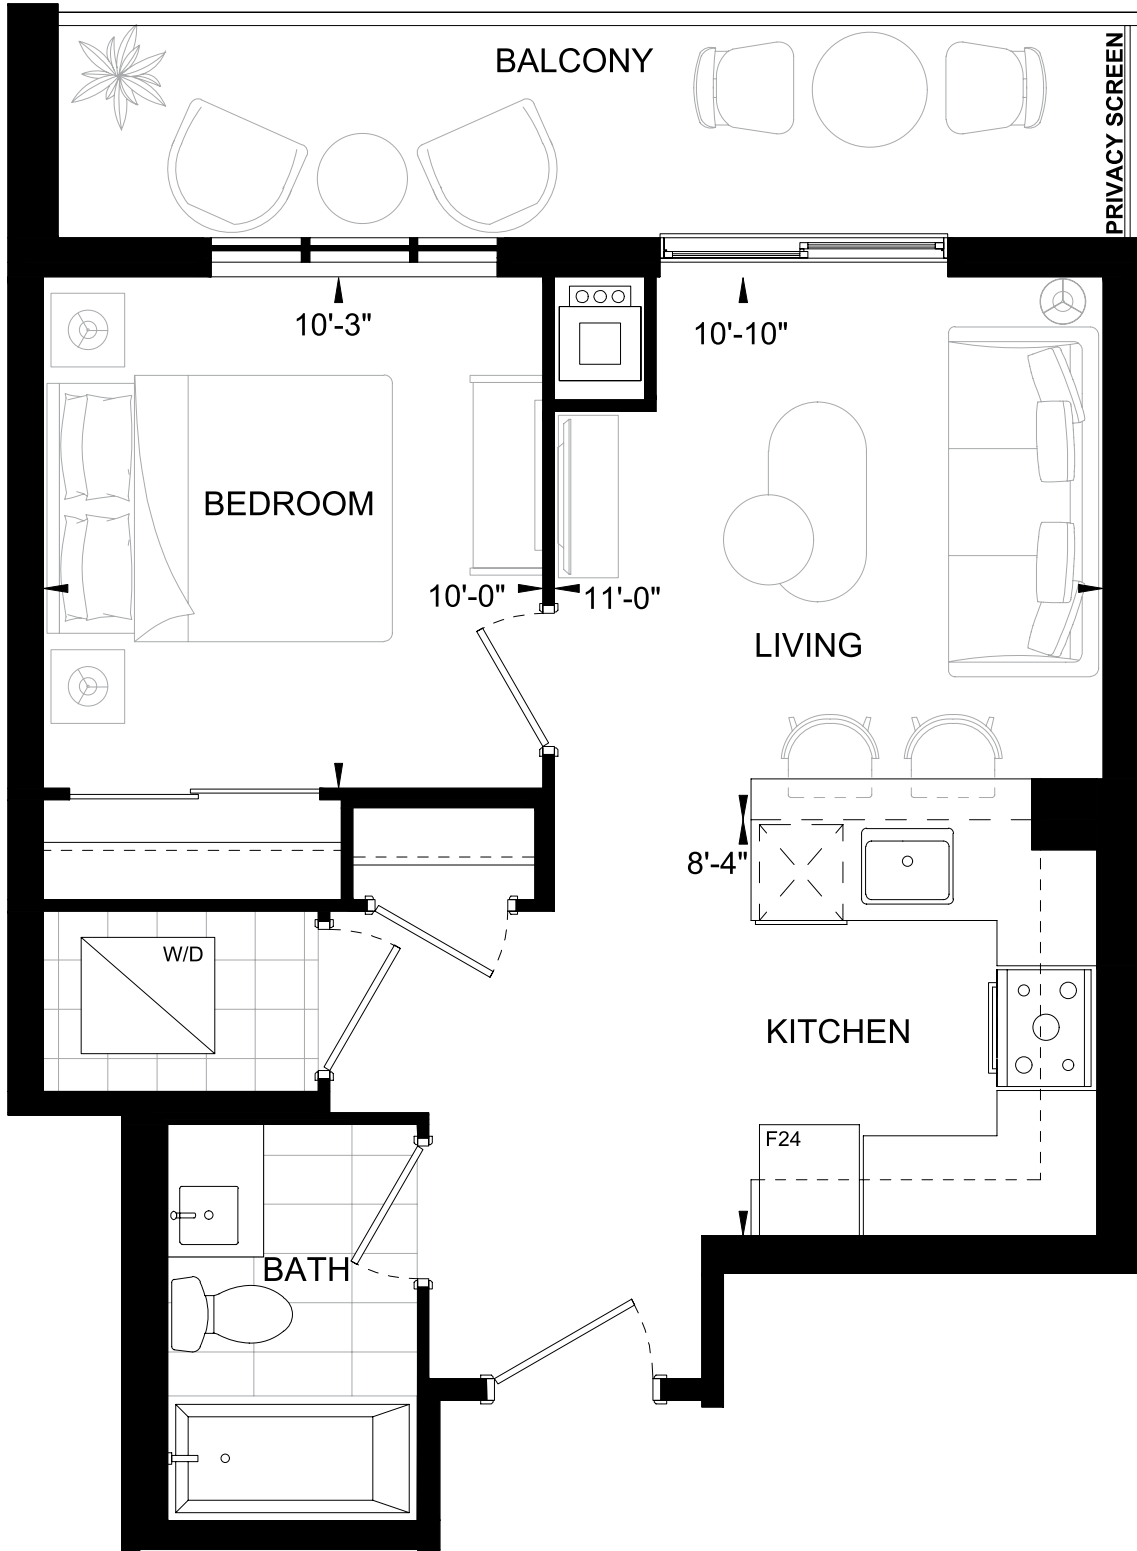 BALCONY
PRIVACY SCREEN
10'-3"
10'-10"
BEDROOM
10'-0"
11'-0"
LIVING
8'-4"
W/D
KITCHEN
F24
BATH